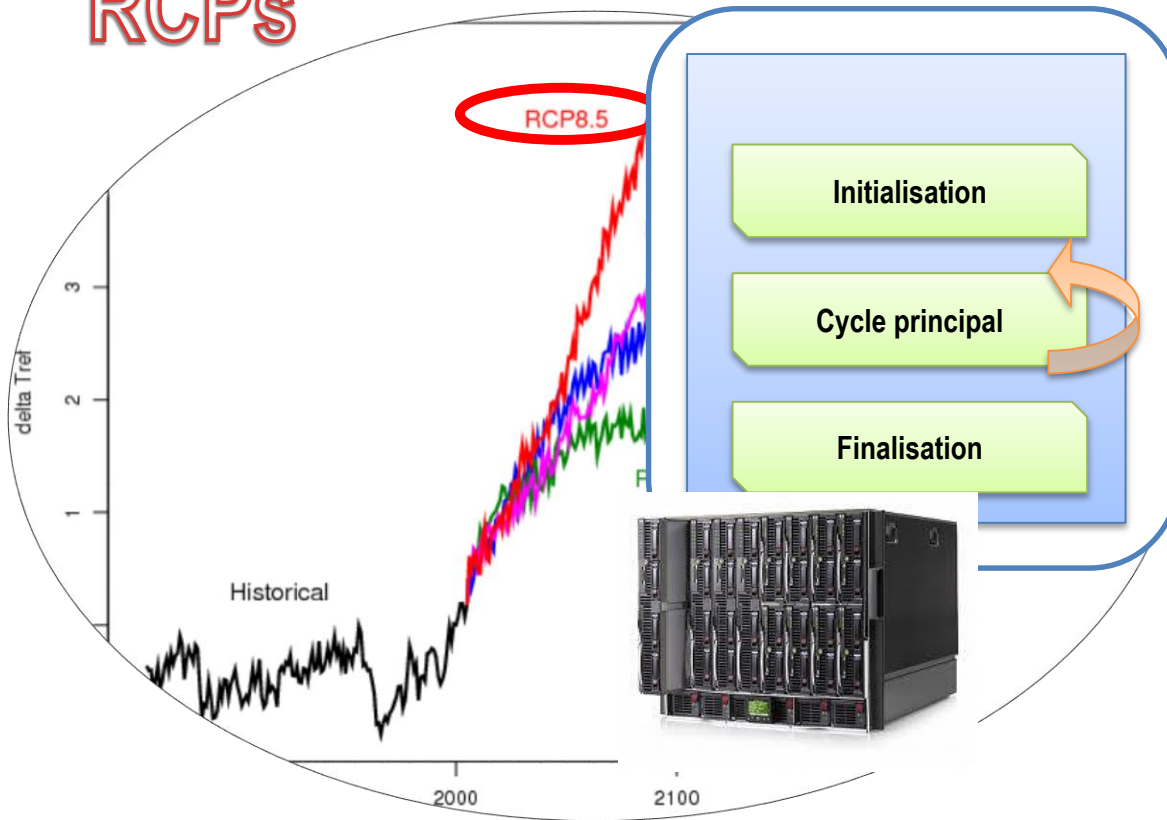 RCPs
RCP8.5
Initialisation
Cycle principal
Finalisation
3
2
1
delta Tref
Historical
2000
2100